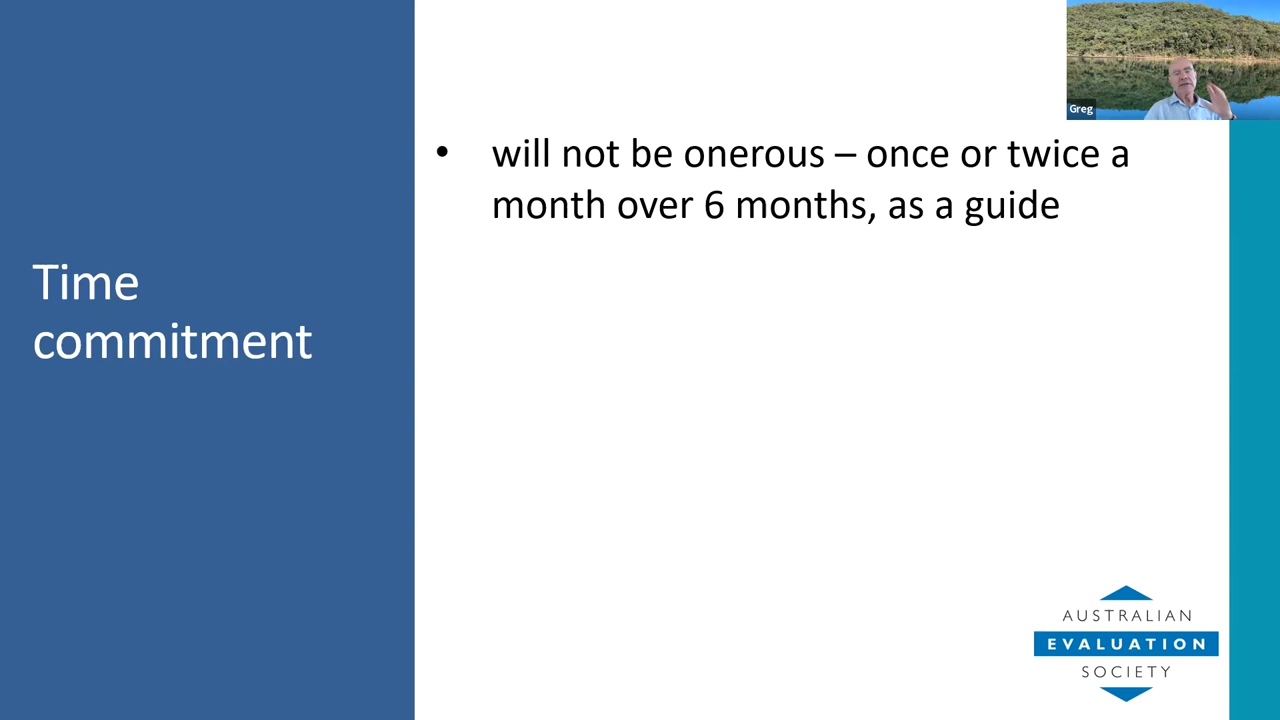 Greg
Time
commitment
• will not be onerous – once or twice a
month over 6 months, as a guide
AUSTRALIAN
EVALUATION
SOCIETY